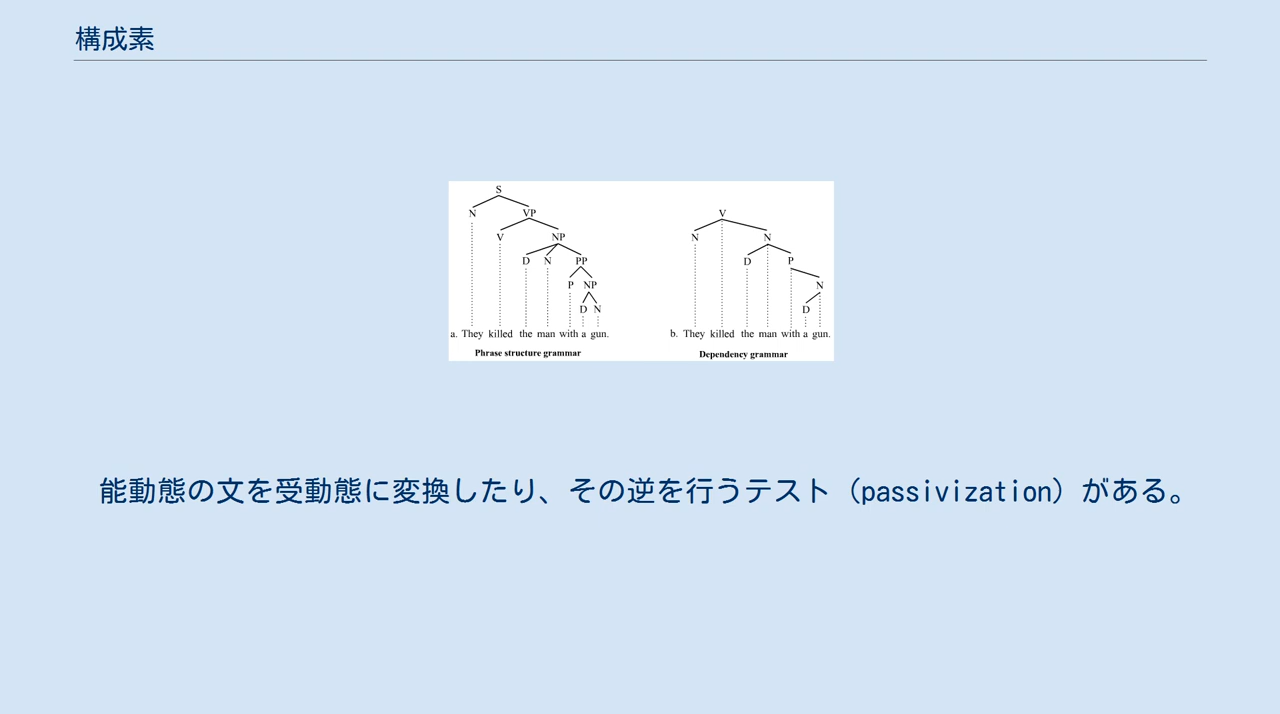 構成素
S
N VP
V NP
D N PP
P NP
D N
a. They killed the man with a gun.
Phrase structure grammar
V
N N
D P
N
D
b. They killed the man with a gun.
Dependency grammar
能動態の文を受動態に変換したり、その逆を行うテスト（passivization）がある。